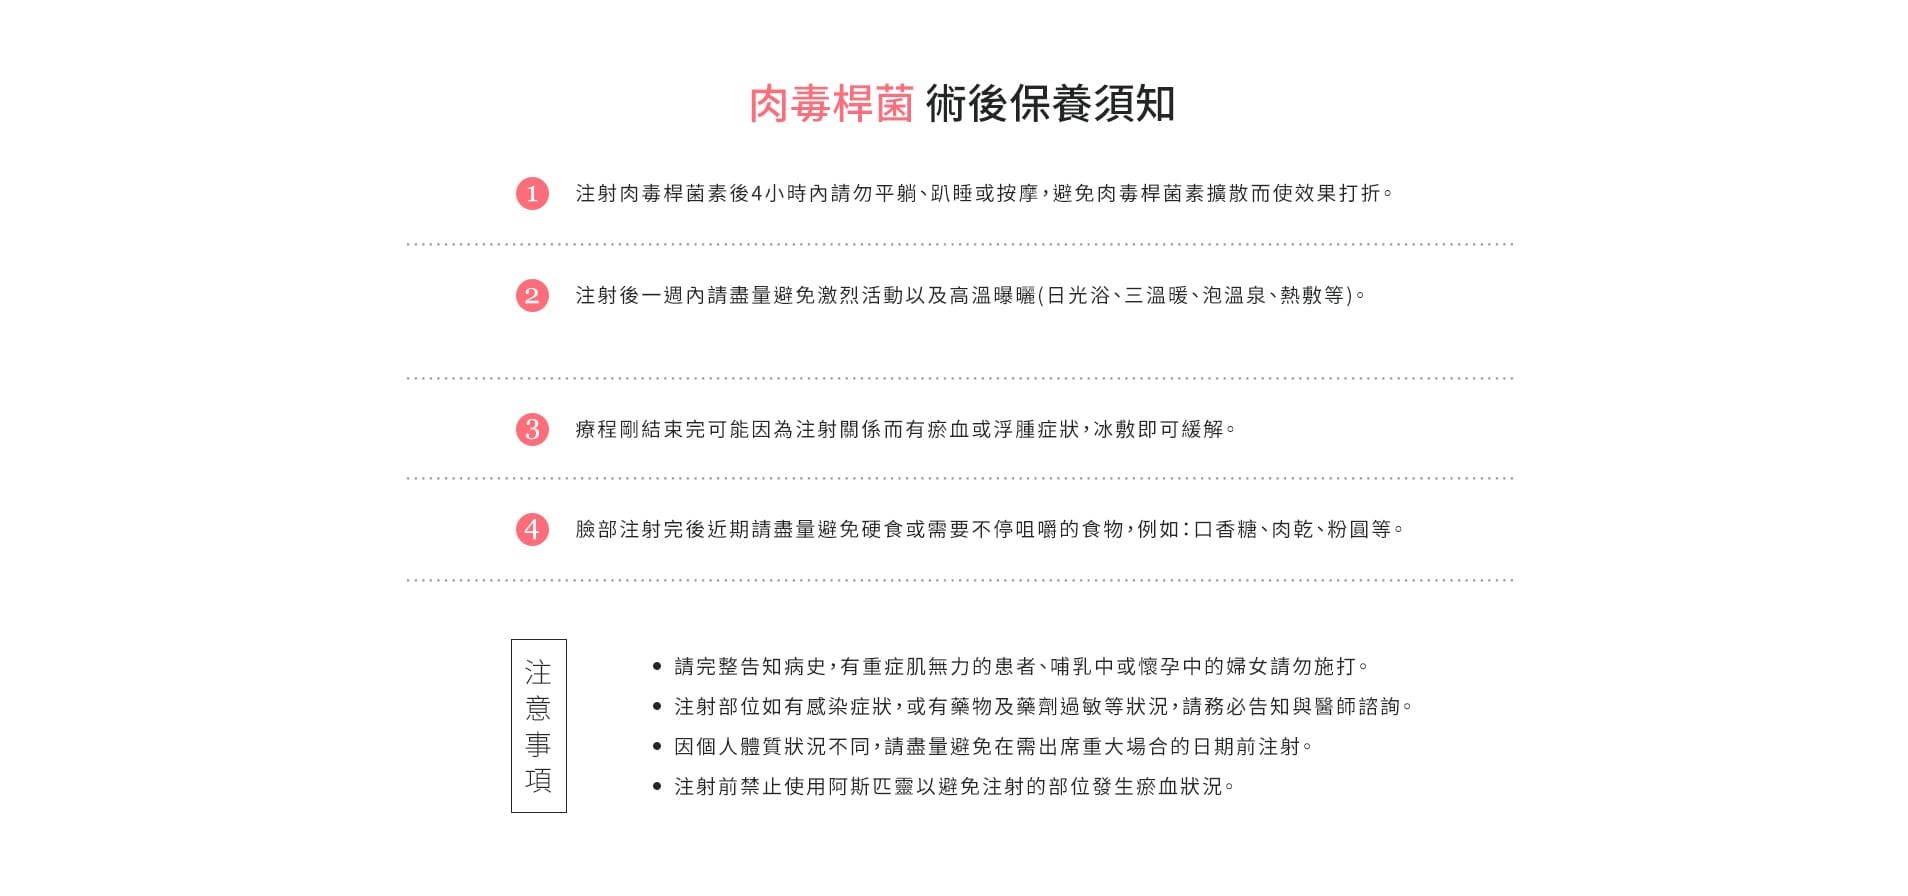 肉毒桿菌 術後保養須知
1 注射肉毒桿菌素後4小時內請勿平躺、趴睡或按摩，避免肉毒桿菌素擴散而使效果打折。
2 注射後一週內請盡量避免激烈活動以及高溫曝曬(日光浴、三溫暖、泡溫泉、熱敷等)。
3 療程剛結束完可能因為注射關係而有瘀血或浮腫症狀，冰敷即可緩解。
4 臉部注射完後近期請盡量避免硬食或需要不停咀嚼的食物，例如：口香糖、肉乾、粉圓等。
注意事項
• 請完整告知病史，有重症肌無力的患者、哺乳中或懷孕中的婦女請勿施打。
• 注射部位如有感染症狀，或有藥物及藥劑過敏等狀況，請務必告知與醫師諮詢。
• 因個人體質狀況不同，請盡量避免在需出席重大場合的日期前注射。
• 注射前禁止使用阿斯匹靈以避免注射的部位發生瘀血狀況。